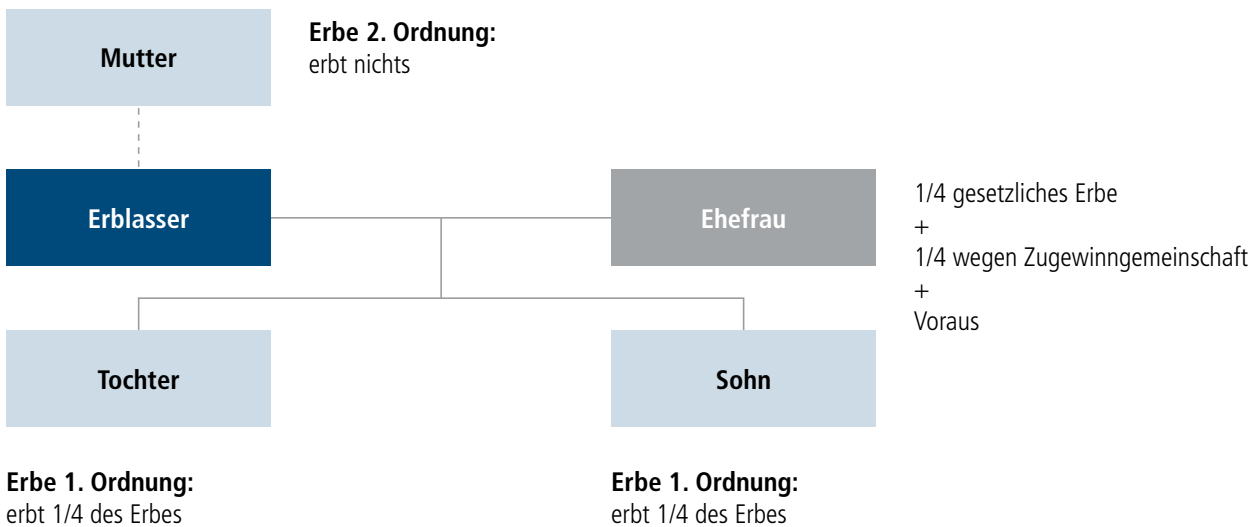 Mutter
Erbe 2. Ordnung:
erbt nichts
Erblasser
Ehefrau
1/4 gesetzliches Erbe
+
1/4 wegen Zugewinngemeinschaft
+
Voraus
Tochter
Sohn
Erbe 1. Ordnung:
erbt 1/4 des Erbes
Erbe 1. Ordnung:
erbt 1/4 des Erbes